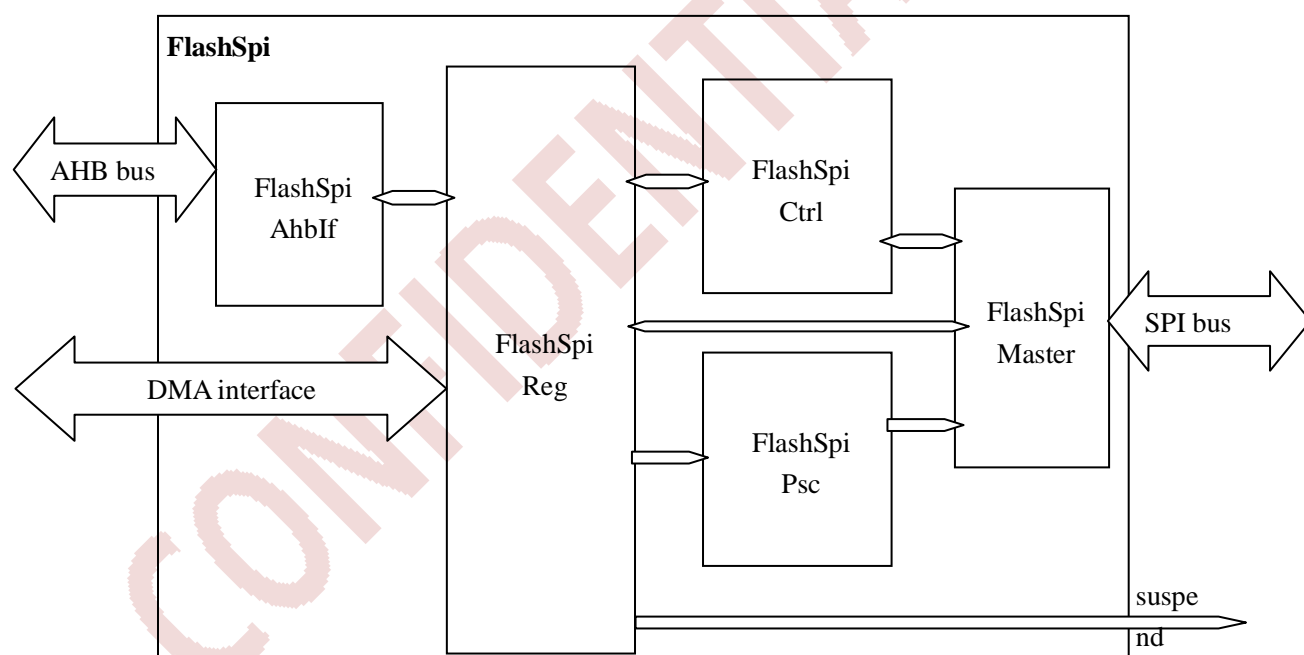 FlashSpi
AHB bus
FlashSpi
AhbIf
DMA interface
FlashSpi
Reg
FlashSpi
Ctrl
FlashSpi
Psc
FlashSpi
Master
SPI bus
suspe
nd
CONFIDENTIA